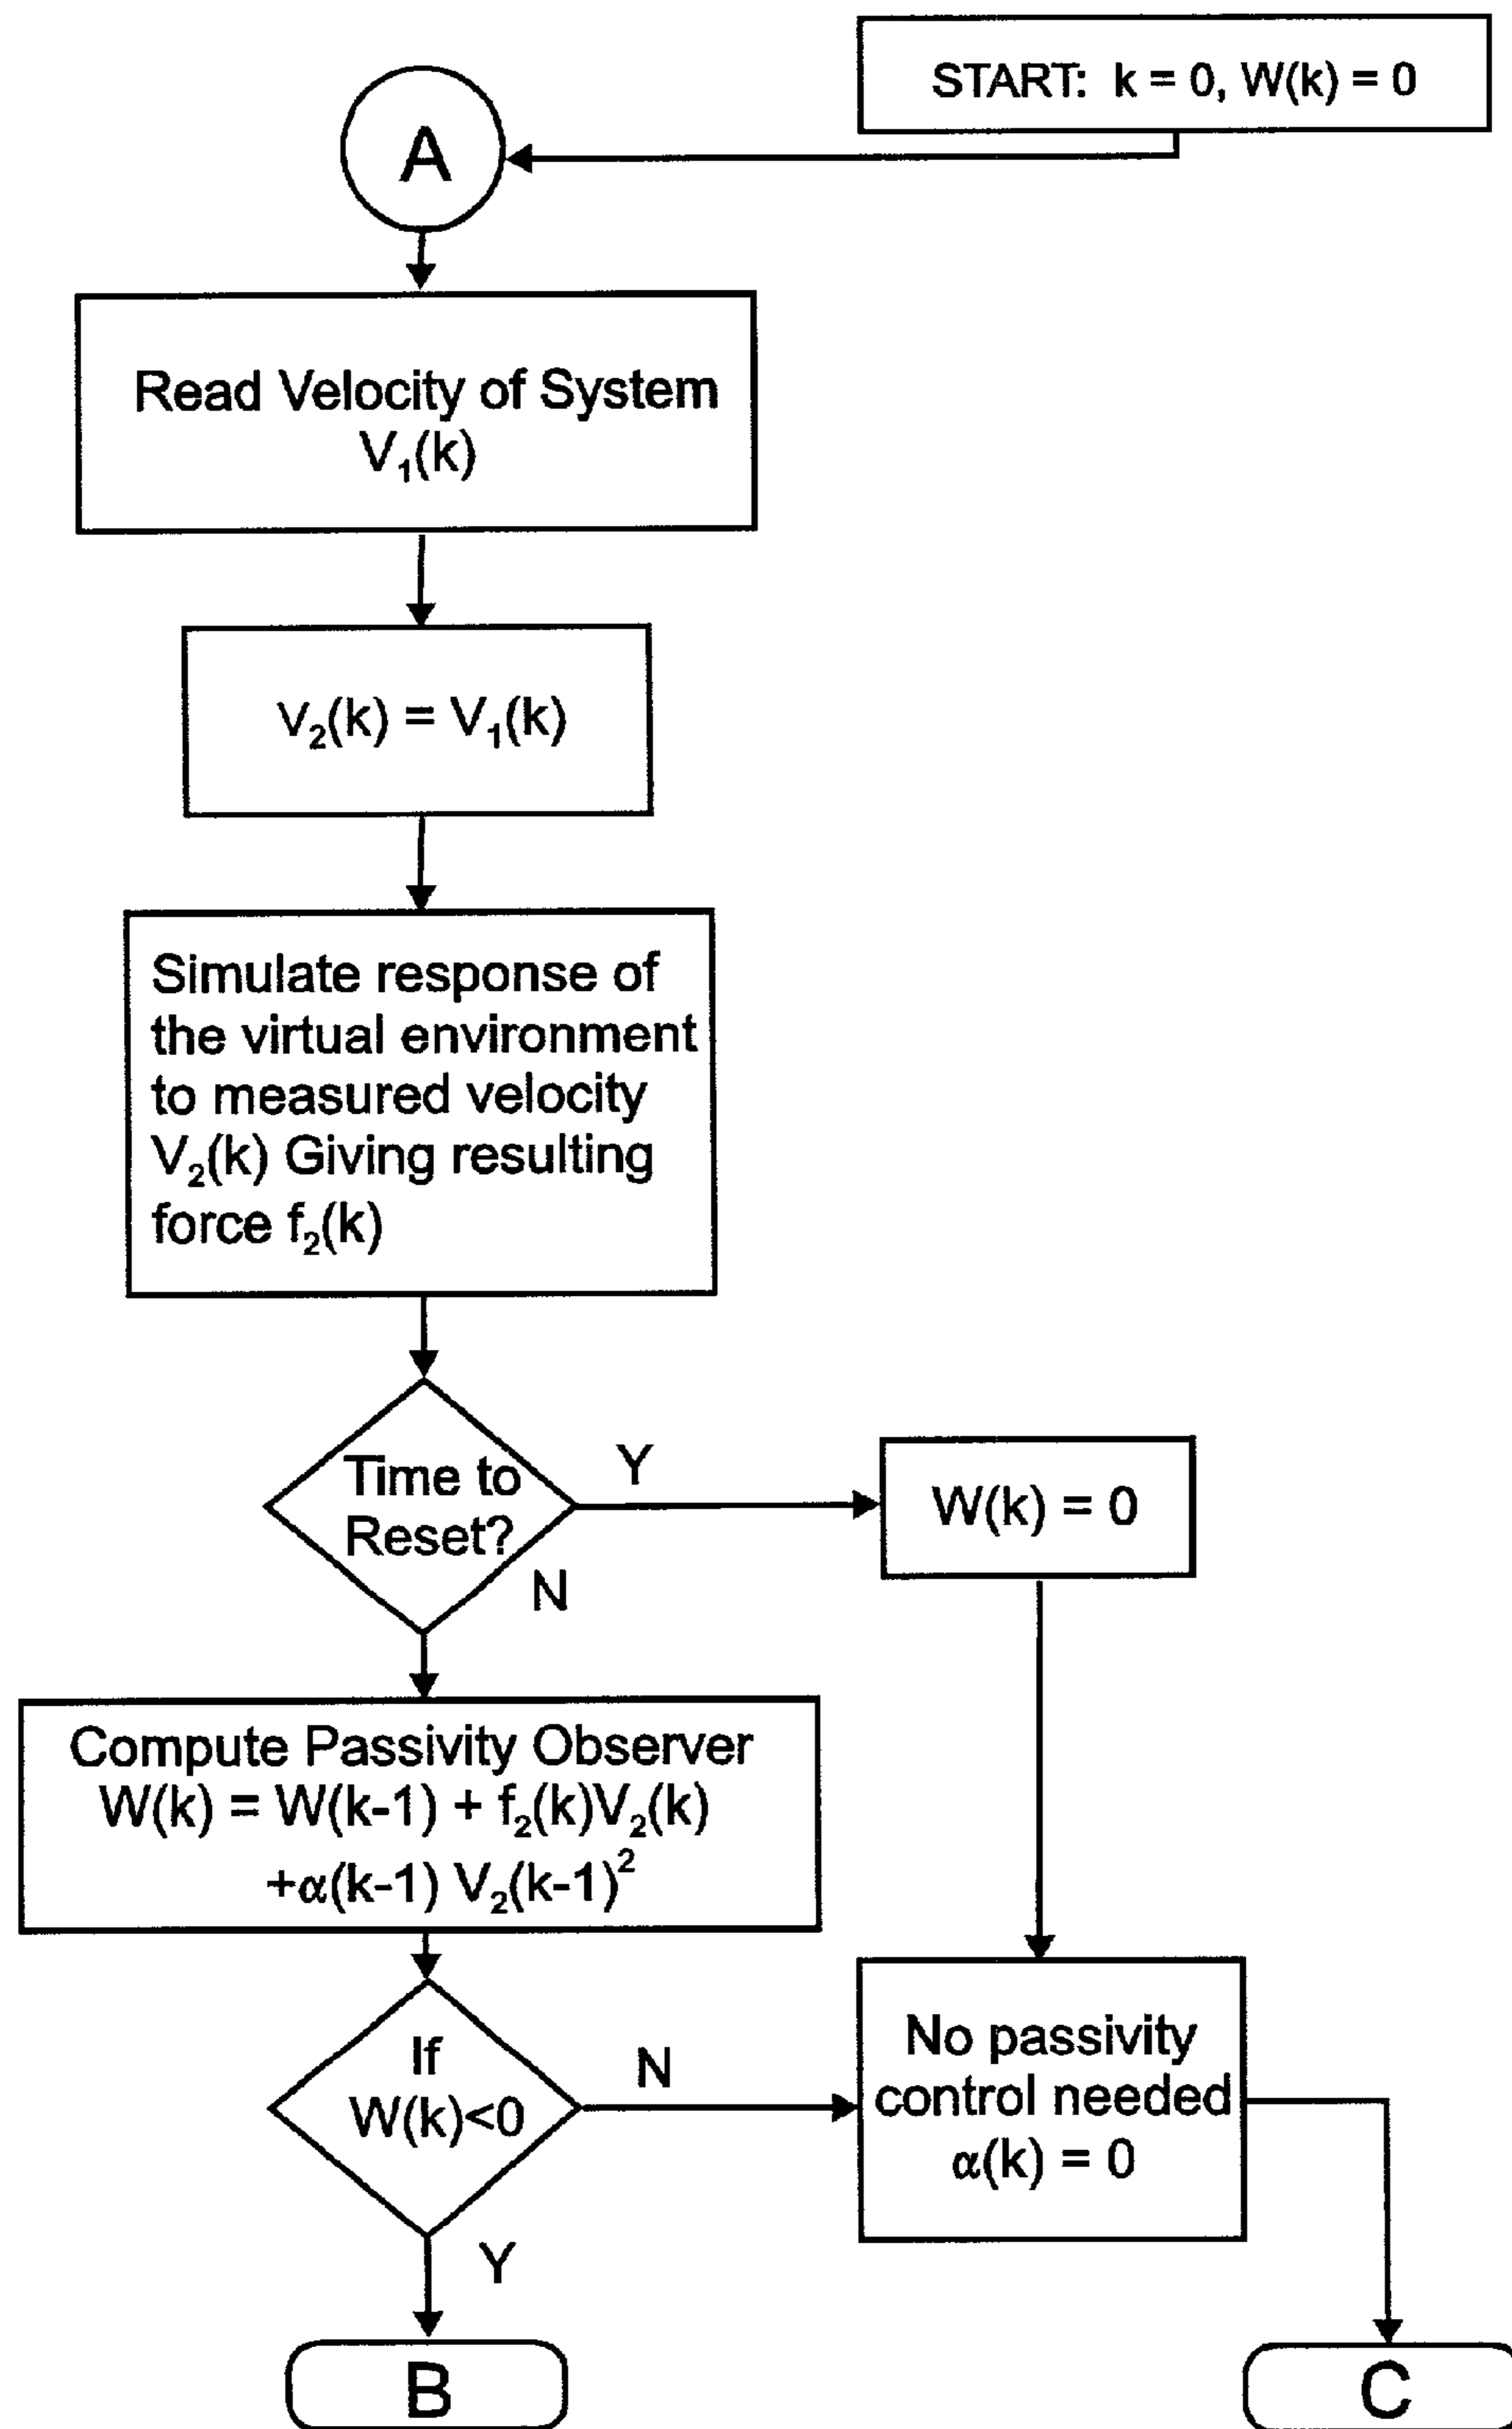 START: k = 0, W(k) = 0
A
Read Velocity of System
V₁(k)
V₂(k) = V₁(k)
Simulate response of
the virtual environment
to measured velocity
V₂(k) Giving resulting
force f₂(k)
Time to
Reset?
Y
N
W(k) = 0
Compute Passivity Observer
W(k) = W(k-1) + f₂(k)V₂(k)
+α(k-1) V₂(k-1)²
If
W(k)<0
N
Y
No passivity
control needed
α(k) = 0
B
C